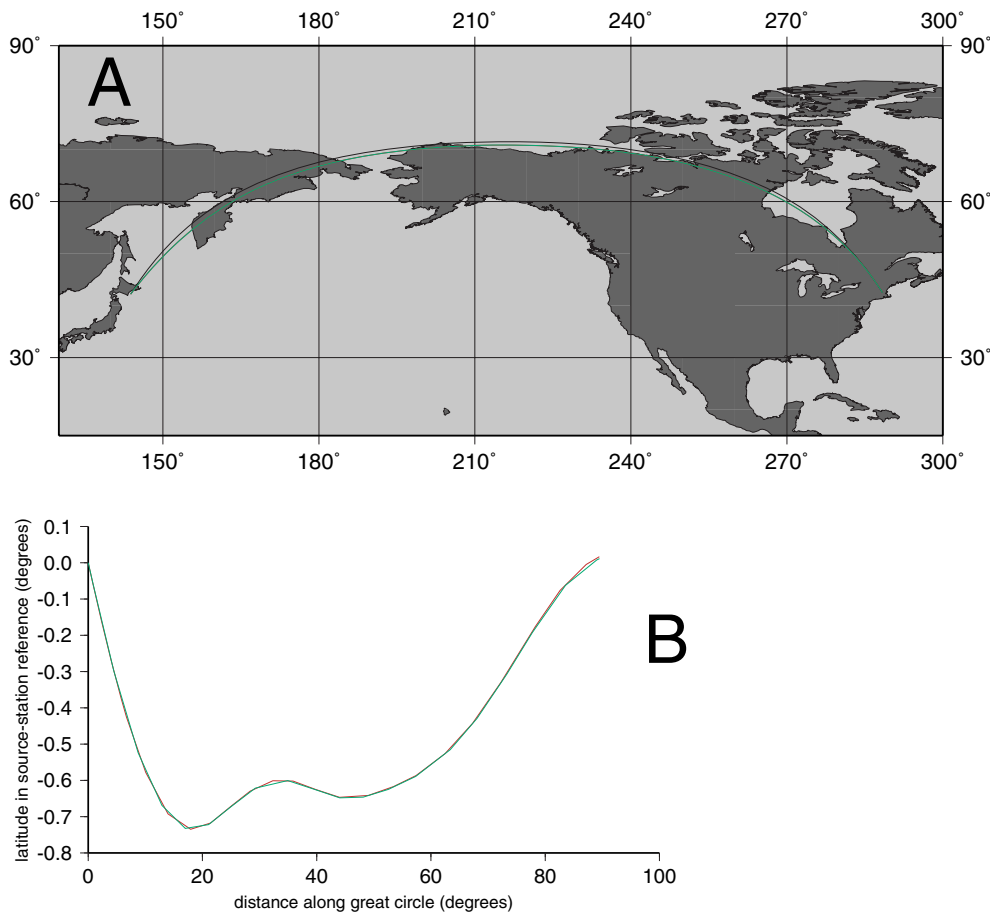 150° 180° 210° 240° 270° 300°
90° 90°
A
60° 60°
30° 30°
150° 180° 210° 240° 270° 300°
0.1
0.0
-0.1
-0.2
-0.3
-0.4
-0.5
-0.6
-0.7
-0.8
latitude in source-station reference (degrees)
B
0 20 40 60 80 100
distance along great circle (degrees)